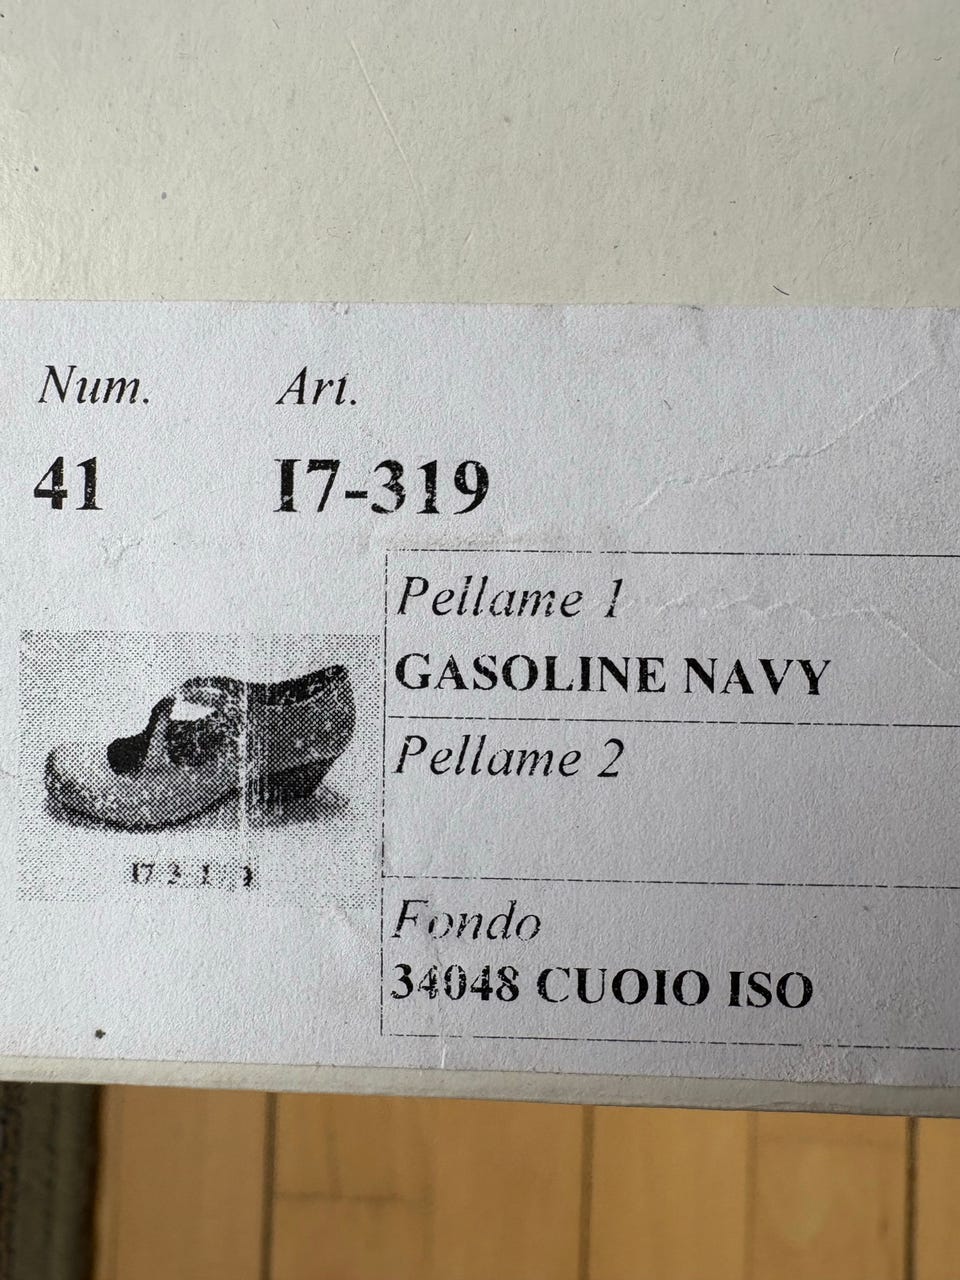 Num. Art.
41 I7-319
Pellame 1
GASOLINE NAVY
Pellame 2
Fondo
34048 CUOIO ISO